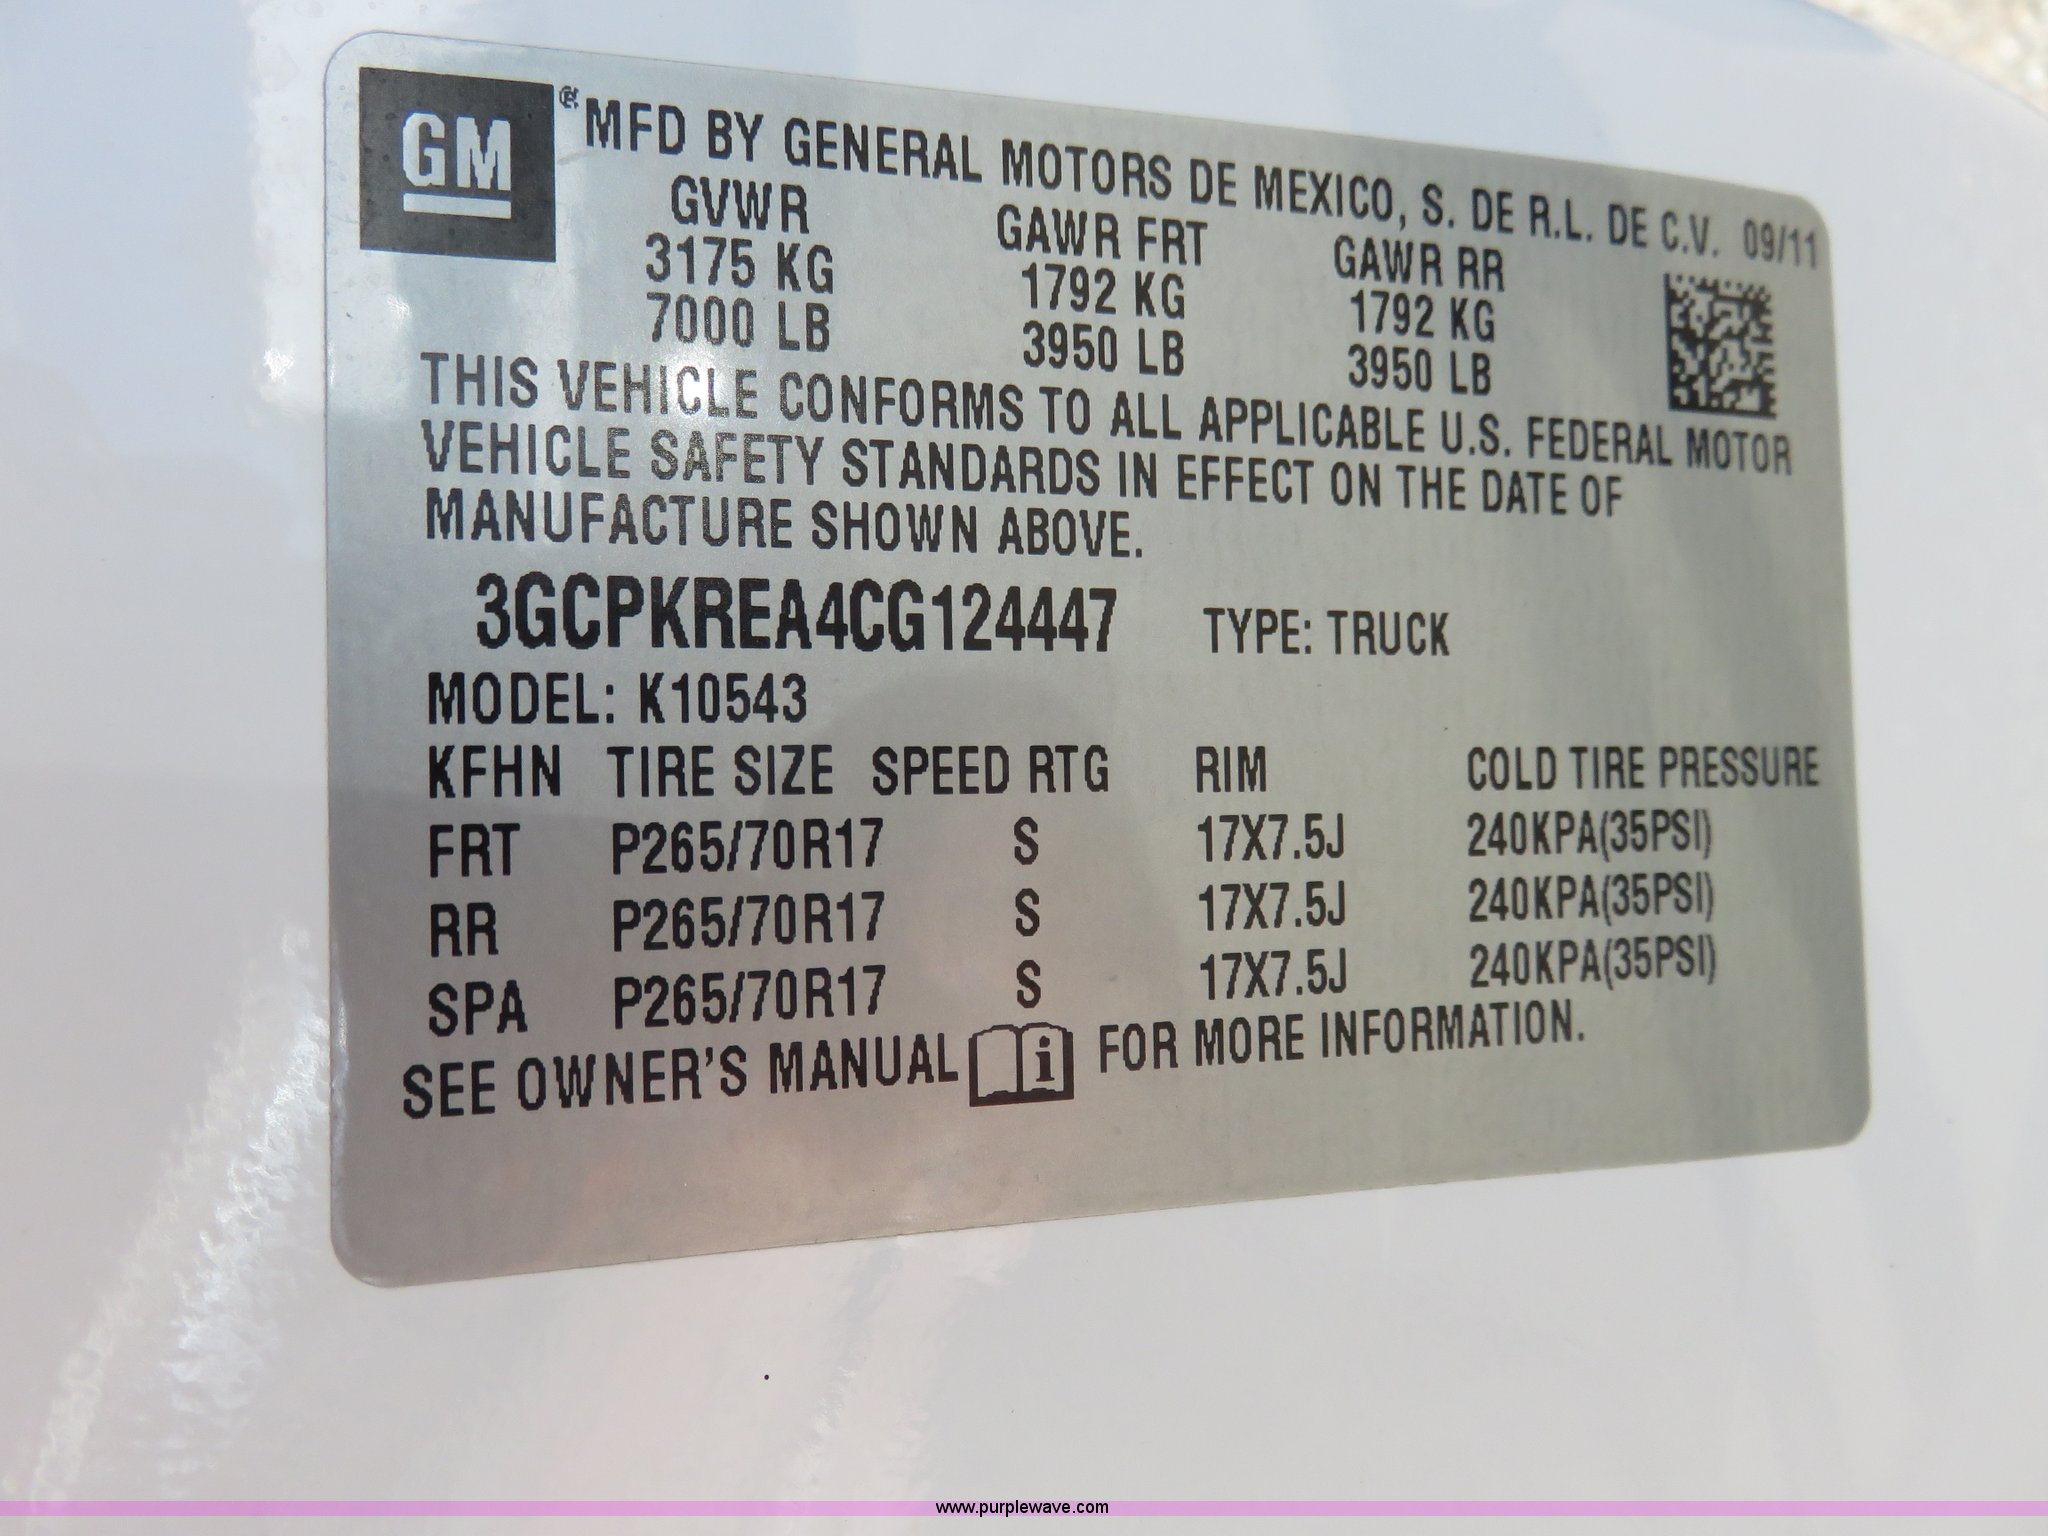 GM® MFD BY GENERAL MOTORS DE MEXICO, S. DE R.L. DE C.V. 09/11
GVWR GAWR FRT GAWR RR
3175 KG 1792 KG 1792 KG
7000 LB 3950 LB 3950 LB
THIS VEHICLE CONFORMS TO ALL APPLICABLE U.S. FEDERAL MOTOR
VEHICLE SAFETY STANDARDS IN EFFECT ON THE DATE OF
MANUFACTURE SHOWN ABOVE.
3GCPKREA4CG124447 TYPE: TRUCK
MODEL: K10543
KFHN TIRE SIZE SPEED RTG RIM COLD TIRE PRESSURE
FRT P265/70R17 S 17X7.5J 240KPA(35PSI)
RR P265/70R17 S 17X7.5J 240KPA(35PSI)
SPA P265/70R17 S 17X7.5J 240KPA(35PSI)
SEE OWNER'S MANUAL i FOR MORE INFORMATION.
www.purplewave.com